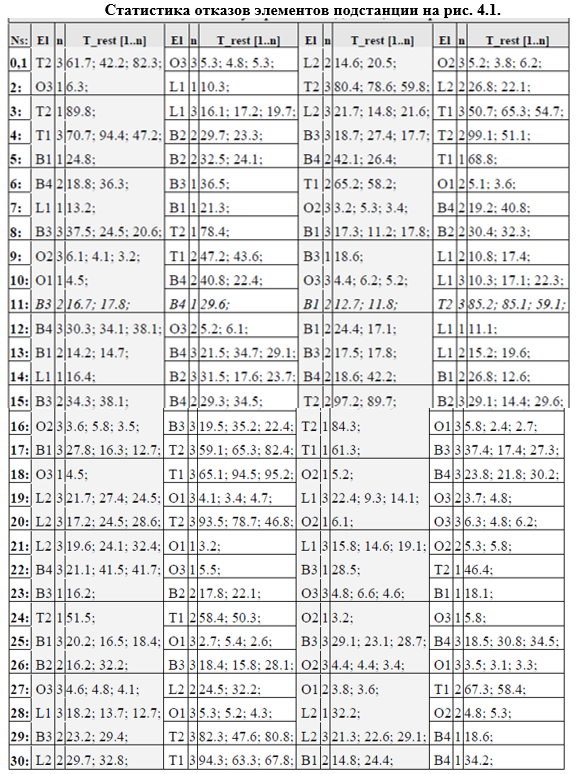 Статистика отказов элементов подстанции на рис. 4.1.
Ns: El n T_rest [1..n] El n T_rest [1..n] El n T_rest [1..n] El n T_rest [1..n]
0,1 T2 3 61.7; 42.2; 82.3; O3 3 5.3; 4.8; 5.3; L2 2 14.6; 20.5; O2 3 5.2; 3.8; 6.2;
2: O3 1 6.3; L1 1 10.3; T2 3 80.4; 78.6; 59.8; L2 2 26.8; 22.1;
3: T2 1 89.8; L1 3 16.1; 17.2; 19.7; L2 3 21.7; 14.8; 21.6; T1 3 50.7; 65.3; 54.7;
4: T1 3 70.7; 94.4; 47.2; B2 2 29.7; 23.3; B3 3 18.7; 27.4; 17.7; T2 2 99.1; 51.1;
5: B1 1 24.8; B2 2 32.5; 24.1; B4 2 42.1; 26.4; T1 1 68.8;
6: B4 2 18.8; 36.3; B3 1 36.5; T1 2 65.2; 58.2; O1 2 5.1; 3.6;
7: L1 1 13.2; B1 1 21.3; O2 3 3.2; 5.3; 3.4; B4 2 19.2; 40.8;
8: B3 3 37.5; 24.5; 20.6; T2 1 78.4; B1 3 17.3; 11.2; 17.8; B2 2 30.4; 32.3;
9: O2 3 6.1; 4.1; 3.2; T1 2 47.2; 43.6; B3 1 18.6; L1 2 10.8; 17.4;
10: O1 1 4.5; B4 2 40.8; 22.4; O3 3 4.4; 6.2; 5.2; L1 3 10.3; 17.1; 22.3;
11: B3 2 16.7; 17.8; B4 1 29.6; B1 2 12.7; 11.8; T2 3 85.2; 85.1; 59.1;
12: B4 3 30.3; 34.1; 38.1; O3 2 5.2; 6.1; B1 2 24.4; 17.1; L1 1 11.1;
13: B1 2 14.2; 14.7; B4 3 21.5; 34.7; 29.1; B3 2 17.5; 17.8; L1 2 15.2; 19.6;
14: L1 1 16.4; B2 3 31.5; 17.6; 23.7; B4 2 18.6; 42.2; B1 2 26.8; 12.6;
15: B3 2 34.3; 38.1; B4 2 29.3; 34.5; T2 2 97.2; 89.7; B2 3 29.1; 14.4; 29.6;
16: O2 3 3.6; 5.8; 3.5; B3 3 19.5; 35.2; 22.4; T2 1 84.3; O1 3 5.8; 2.4; 2.7;
17: B1 3 27.8; 16.3; 12.7; T2 3 59.1; 65.3; 82.4; T1 1 61.3; B3 3 37.4; 17.4; 27.3;
18: O3 1 4.5; T1 3 65.1; 94.5; 95.2; O2 1 5.2; B4 3 23.8; 21.8; 30.2;
19: L2 3 21.7; 27.4; 24.5; O1 3 4.1; 3.4; 4.7; L1 3 22.4; 9.3; 14.1; O3 2 3.7; 4.8;
20: L2 3 17.2; 24.5; 28.6; T2 3 93.5; 78.7; 46.8; O2 1 6.1; O3 3 6.3; 4.8; 6.2;
21: L2 3 19.6; 24.1; 32.4; O1 1 3.2; L1 3 15.8; 14.6; 19.1; O2 2 5.3; 5.8;
22: B4 3 21.1; 41.5; 41.7; O3 1 5.5; B3 1 28.5; T2 1 46.4;
23: B3 1 16.2; B2 2 17.8; 22.1; O3 3 4.8; 6.6; 4.6; B1 1 18.1;
24: T2 1 51.5; T1 2 58.4; 50.3; O2 1 3.2; O3 1 5.8;
25: B1 3 20.2; 16.5; 18.4; O1 3 2.7; 5.4; 2.6; B3 3 29.1; 23.1; 28.7; B4 3 18.5; 30.8; 34.5;
26: B2 2 16.2; 32.2; B3 3 18.4; 15.8; 28.1; O2 3 4.4; 4.4; 3.4; O1 3 3.5; 3.1; 3.3;
27: O3 3 4.6; 4.8; 4.1; L2 2 24.5; 32.2; O1 2 3.8; 3.6; T1 2 67.3; 58.4;
28: L1 3 18.2; 13.7; 12.7; O1 3 5.3; 5.2; 4.3; L2 1 32.2; O2 2 4.8; 5.3;
29: B3 2 23.2; 29.4; T2 3 82.3; 47.6; 80.8; L2 3 21.3; 22.6; 29.1; B4 1 18.6;
30: L2 2 29.7; 32.8; T1 3 94.3; 63.3; 67.8; B1 2 14.8; 24.4; B4 1 34.2;